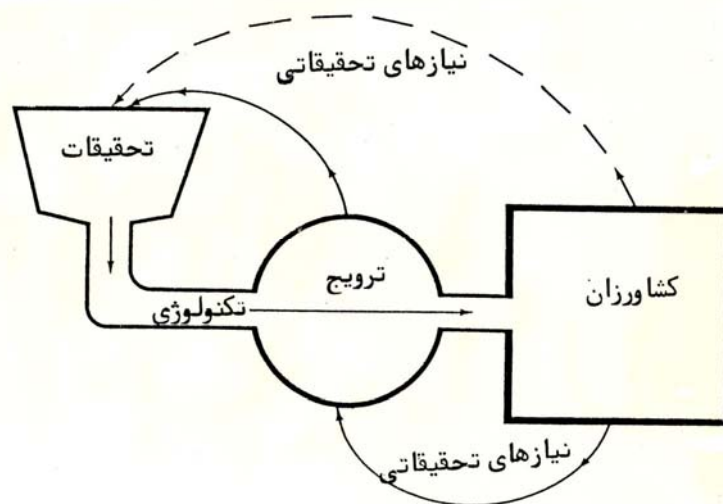 نیازهای تحقیقاتی
تحقیقات
ترویج
کشاورزان
تکنولوژی
نیازهای تحقیقاتی